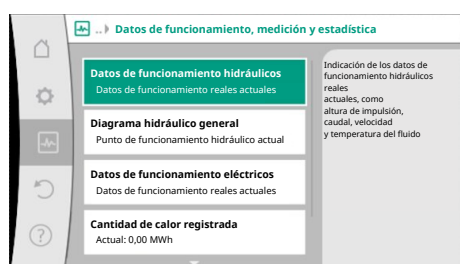 ..▸ Datos de funcionamiento, medición y estadística
Datos de funcionamiento hidráulicos
Datos de funcionamiento reales actuales
Diagrama hidráulico general
Punto de funcionamiento hidráulico actual
Datos de funcionamiento eléctricos
Datos de funcionamiento reales actuales
Cantidad de calor registrada
Actual: 0,00 MWh
Indicación de los datos de
funcionamiento hidráulicos
reales
actuales, como
altura de impulsión,
caudal, velocidad
y temperatura del fluido